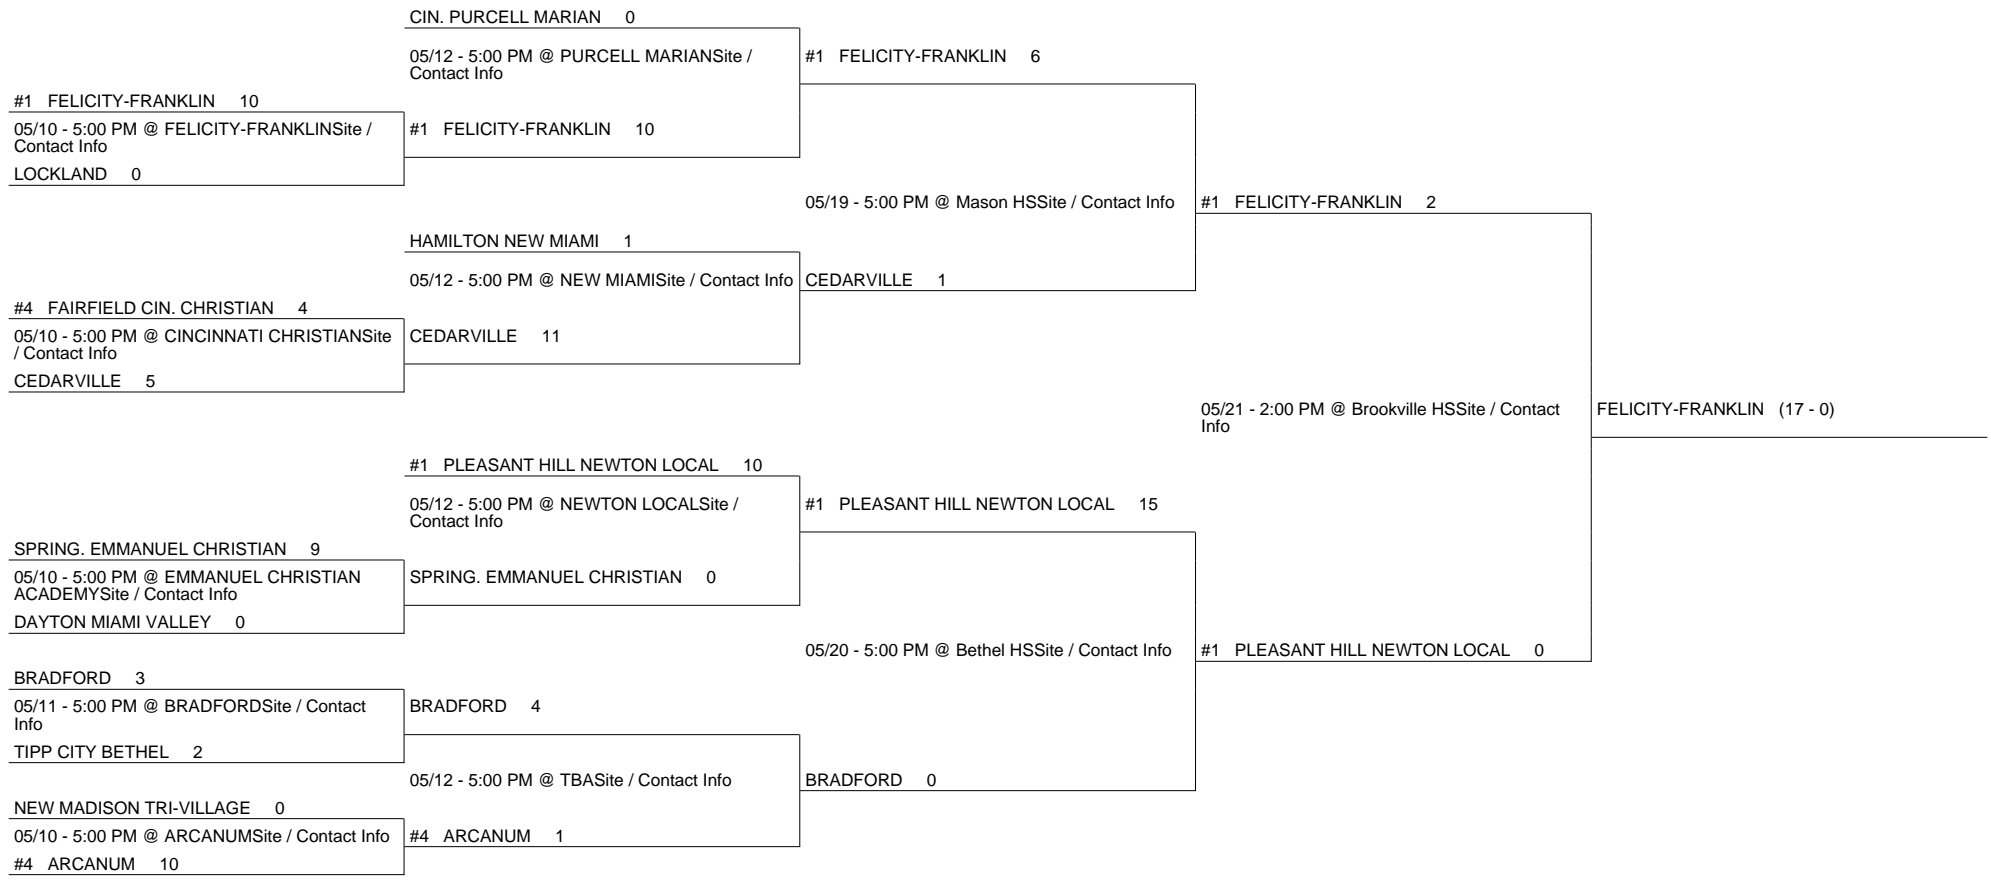 CIN. PURCELL MARIAN 0
05/12 - 5:00 PM @ PURCELL MARIANSite /
Contact Info
#1 FELICITY-FRANKLIN 6
#1 FELICITY-FRANKLIN 10
05/10 - 5:00 PM @ FELICITY-FRANKLINSite /
Contact Info
#1 FELICITY-FRANKLIN 10
LOCKLAND 0
05/19 - 5:00 PM @ Mason HSSite / Contact Info
#1 FELICITY-FRANKLIN 2
HAMILTON NEW MIAMI 1
05/12 - 5:00 PM @ NEW MIAMISite / Contact Info
CEDARVILLE 1
#4 FAIRFIELD CIN. CHRISTIAN 4
05/10 - 5:00 PM @ CINCINNATI CHRISTIANSite
/ Contact Info
CEDARVILLE 11
CEDARVILLE 5
05/21 - 2:00 PM @ Brookville HSSite / Contact
Info
FELICITY-FRANKLIN (17 - 0)
#1 PLEASANT HILL NEWTON LOCAL 10
05/12 - 5:00 PM @ NEWTON LOCALSite /
Contact Info
#1 PLEASANT HILL NEWTON LOCAL 15
SPRING. EMMANUEL CHRISTIAN 9
05/10 - 5:00 PM @ EMMANUEL CHRISTIAN
ACADEMYSite / Contact Info
SPRING. EMMANUEL CHRISTIAN 0
DAYTON MIAMI VALLEY 0
05/20 - 5:00 PM @ Bethel HSSite / Contact Info
#1 PLEASANT HILL NEWTON LOCAL 0
BRADFORD 3
05/11 - 5:00 PM @ BRADFORDSite / Contact
Info
BRADFORD 4
TIPP CITY BETHEL 2
05/12 - 5:00 PM @ TBASite / Contact Info
BRADFORD 0
NEW MADISON TRI-VILLAGE 0
05/10 - 5:00 PM @ ARCANUMSite / Contact Info
#4 ARCANUM 1
#4 ARCANUM 10